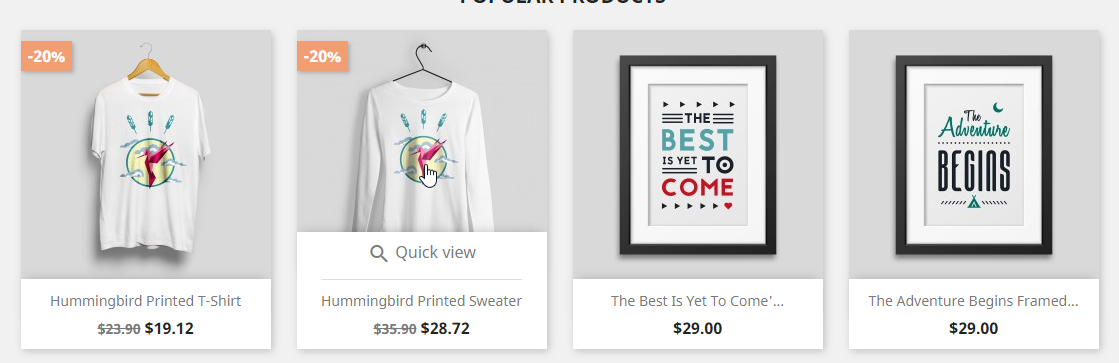 POPULAR PRODUCTS
-20%
-20%
THE
BEST
IS YET TO
COME
The
Adventure
BEGINS
Quick view
Hummingbird Printed T-Shirt
$23.90 $19.12
Hummingbird Printed Sweater
$35.90 $28.72
The Best Is Yet To Come'...
$29.00
The Adventure Begins Framed...
$29.00